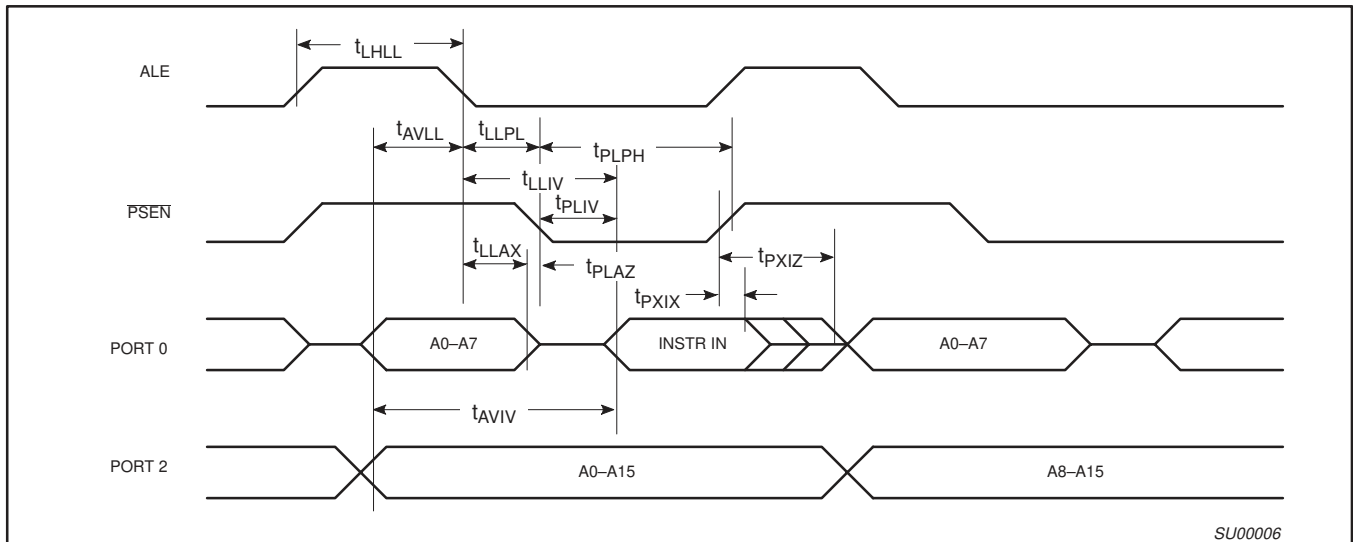 tLHLL
ALE
tAVLL tLLPL tPLPH
tLLIV
PSEN
tPLIV
tLLAX
tPLAZ
tPXIZ
tPXIX
PORT 0
A0–A7
INSTR IN
A0–A7
tAVIV
PORT 2
A0–A15
A8–A15
SU00006